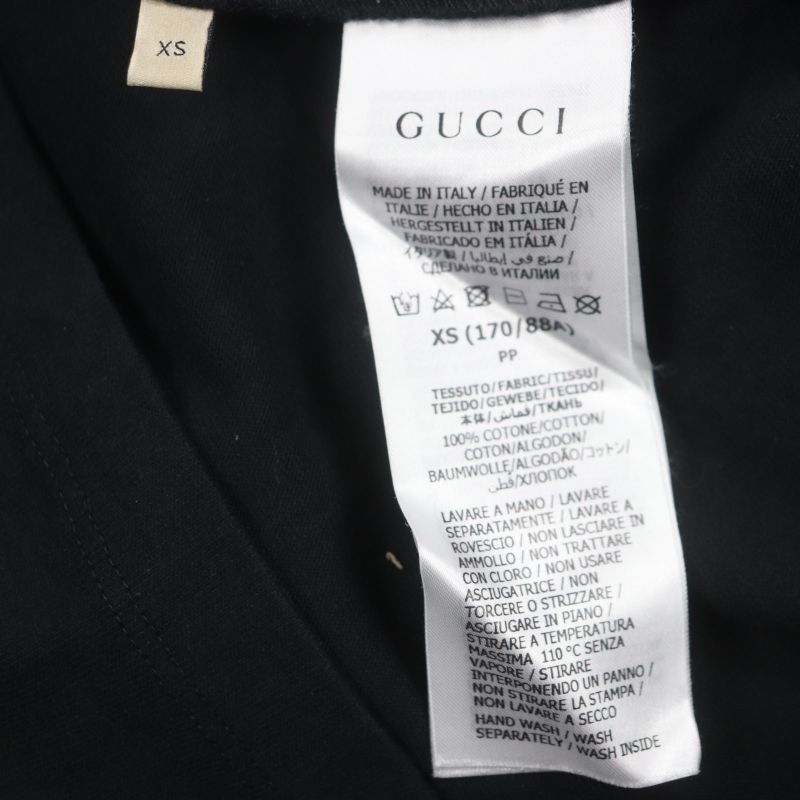 XS
GUCCI
MADE IN ITALY / FABRIQUÉ EN
ITALIE / HECHO EN ITALIA /
HERGESTELLT IN ITALIEN /
FABRICADO EM ITÁLIA /
イタリア製 / صنع في إيطاليا /
СДЕЛАНО В ИТАЛИИ
XS (170/88A)
PP
TESSUTO/FABRIC/TISSU/
TEJIDO/GEWEBE/TECIDO/
本体/قماش/ТКАНЬ
100% COTONE/COTTON/
COTON/ALGODON/
BAUMWOLLE/ALGODÃO/コットン/
قطن/ХЛОПОК
LAVARE A MANO / LAVARE
SEPARATAMENTE / LAVARE A
ROVESCIO / NON LASCIARE IN
AMMOLLO / NON TRATTARE
CON CLORO / NON USARE
ASCIUGATRICE / NON
TORCERE O STRIZZARE /
ASCIUGARE IN PIANO /
STIRARE A TEMPERATURA
MASSIMA 110 °C SENZA
VAPORE / STIRARE
INTERPONENDO UN PANNO /
NON STIRARE LA STAMPA /
NON LAVARE A SECCO
HAND WASH / WASH
SEPARATELY / WASH INSIDE